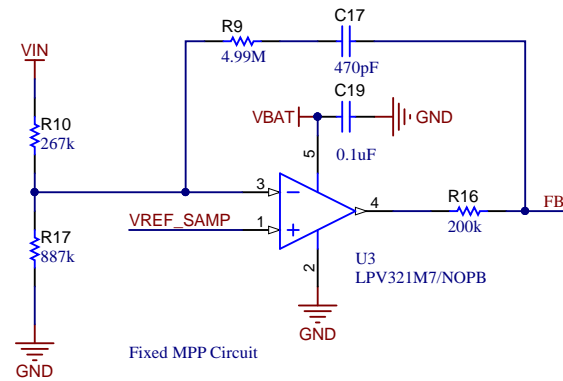 R9
4.99M
C17
470pF
VIN
C19
VBAT
GND
0.1uF
R10
267k
5
3
4
R16
200k
FB
VREF_SAMP
1
R17
887k
2
U3
LPV321M7/NOPB
GND
Fixed MPP Circuit
GND